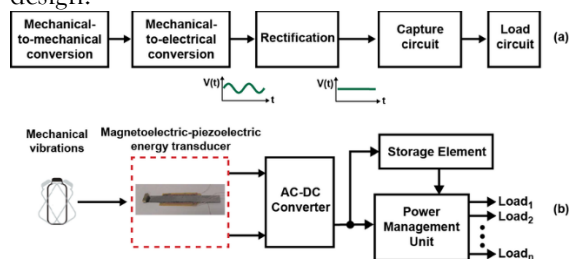 design.
Mechanical-
to-mechanical
conversion
Mechanical-
to-electrical
conversion
Rectification
Capture
circuit
Load
circuit
(a)
V(t)
t
V(t)
t
Mechanical
vibrations
Magnetoelectric-piezoelectric
energy transducer
AC-DC
Converter
Storage Element
Power
Management
Unit
Load1
Load2
Loadn
(b)